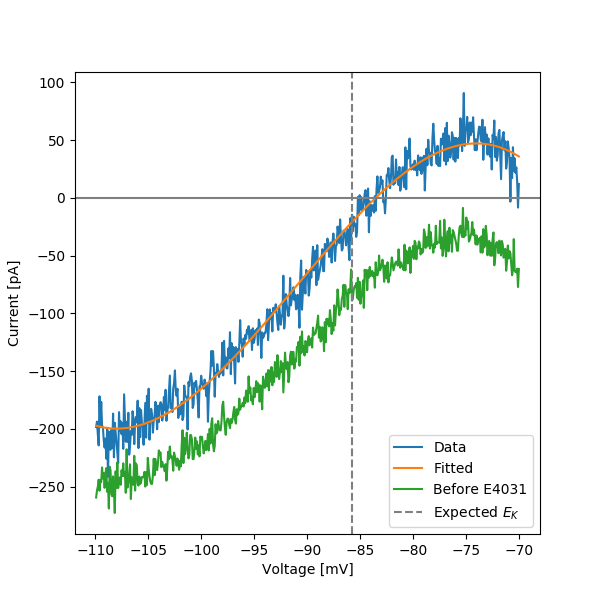 100
50
0
−50
−100
−150
−200
−250
Current [pA]
Data
Fitted
Before E4031
Expected E_K
−110
−105
−100
−95
−90
−85
−80
−75
−70
Voltage [mV]